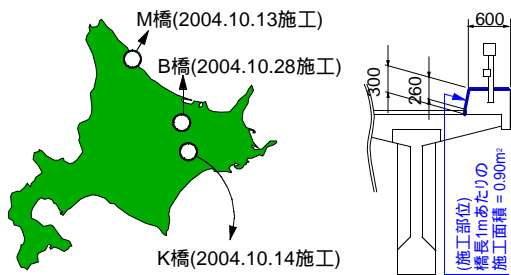 M橋(2004.10.13施工)
B橋(2004.10.28施工)
K橋(2004.10.14施工)
600
300
260
(施工部位)
橋長1mあたりの
施工面積 = 0.90m²